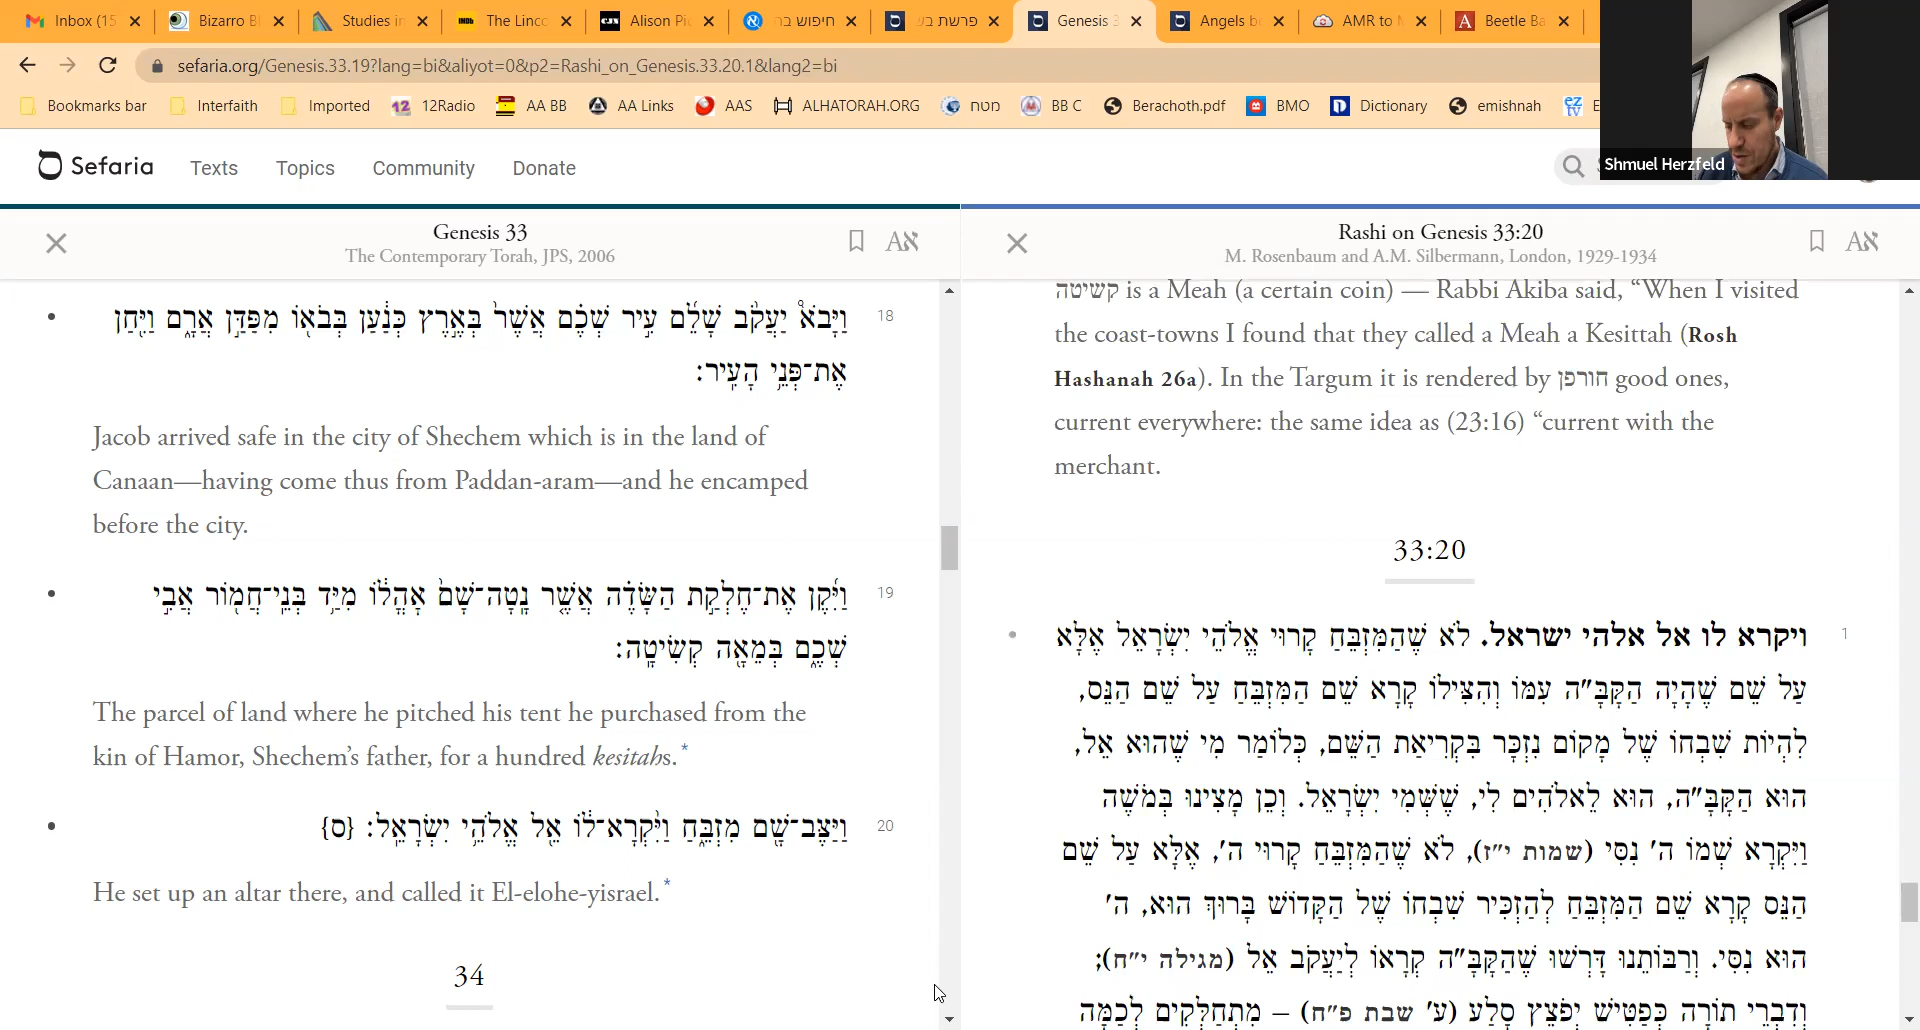 Inbox (15
Bizarro Bl
Studies in
The Linco
Alison Pi
חיפוש בר
פרשת בע
Genesis 3
Angels b
AMR to M
Beetle Ba
sefaria.org/Genesis.33.19?lang=bi&aliyot=0&p2=Rashi_on_Genesis.33.20.1&lang2=bi
Bookmarks bar
Interfaith
Imported
12Radio
AA BB
AA Links
AAS
ALHATORAH.ORG
מטח
BB C
Berachoth.pdf
BMO
Dictionary
emishnah
Shmuel Herzfeld
Sefaria
Texts
Topics
Community
Donate
Genesis 33
The Contemporary Torah, JPS, 2006
18
וַיָּבֹא֩ יַעֲקֹ֨ב שָׁלֵ֜ם עִ֣יר שְׁכֶ֗ם אֲשֶׁר֙ בְּאֶ֣רֶץ כְּנַ֔עַן בְּבֹא֖וֹ מִפַּדַּ֣ן אֲרָ֑ם וַיִּ֖חַן
אֶת־פְּנֵ֥י הָעִֽיר׃
Jacob arrived safe in the city of Shechem which is in the land of
Canaan—having come thus from Paddan-aram—and he encamped
before the city.
19
וַיִּ֜קֶן אֶת־חֶלְקַ֣ת הַשָּׂדֶ֗ה אֲשֶׁ֤ר נָֽטָה־שָׁם֙ אׇהֳל֔וֹ מִיַּ֥ד בְּנֵֽי־חֲמ֖וֹר אֲבִ֣י
שְׁכֶ֑ם בְּמֵאָ֖ה קְשִׂיטָֽה׃
The parcel of land where he pitched his tent he purchased from the
kin of Hamor, Shechem’s father, for a hundred kesitahs.*
20
וַיַּצֶּב־שָׁ֖ם מִזְבֵּ֑חַ וַיִּ֨קְרָא־ל֔וֹ אֵ֖ל אֱלֹהֵ֥י יִשְׂרָאֵֽל׃ {ס}
He set up an altar there, and called it El-elohe-yisrael.*
34
Rashi on Genesis 33:20
M. Rosenbaum and A.M. Silbermann, London, 1929-1934
קשיטה is a Meah (a certain coin) — Rabbi Akiba said, “When I visited
the coast-towns I found that they called a Meah a Kesittah (Rosh
Hashanah 26a). In the Targum it is rendered by חורפן good ones,
current everywhere: the same idea as (23:16) “current with the
merchant.
33:20
1
ויקרא לו אל אלהי ישראל. לֹא שֶׁהַמִּזְבֵּחַ קָרוּי אֱלֹהֵי יִשְׂרָאֵל אֶלָּא
עַל שֵׁם שֶׁהָיָה הַקָּבָּ"ה עִמּוֹ וְהִצִּילוֹ קָרָא שֵׁם הַמִּזְבֵּחַ עַל שֵׁם הַנֵּס,
לִהְיוֹת שִׁבְחוֹ שֶׁל מָקוֹם נִזְכָּר בִּקְרִיאַת הַשֵּׁם, כְּלוֹמַר מִי שֶׁהוּא אֵל,
הוּא הַקָּבָּ"ה, הוּא לֵאלֹהִים לִי, שֶׁשְּׁמִי יִשְׂרָאֵל. וְכֵן מָצִינוּ בְּמֹשֶׁה
וַיִּקְרָא שְׁמוֹ ה' נִסִּי (שמות י"ז), לֹא שֶׁהַמִּזְבֵּחַ קָרוּי ה', אֶלָּא עַל שֵׁם
הַנֵּס קָרָא שֵׁם הַמִּזְבֵּחַ לְהַזְכִּיר שִׁבְחוֹ שֶׁל הַקָּדוֹשׁ בָּרוּךְ הוּא, ה'
הוּא נִסִּי. וְרַבּוֹתֵנוּ דָּרְשׁוּ שֶׁהַקָּבָּ"ה קְרָאוֹ לְיַעֲקֹב אֵל (מגילה י"ח);
וְדִבְרֵי תוֹרָה כְּפַטִּישׁ יְפֹצֵץ סָלַע (ע' שבת פ"ח) – מִתְחַלְּקִים לְכַמָּה